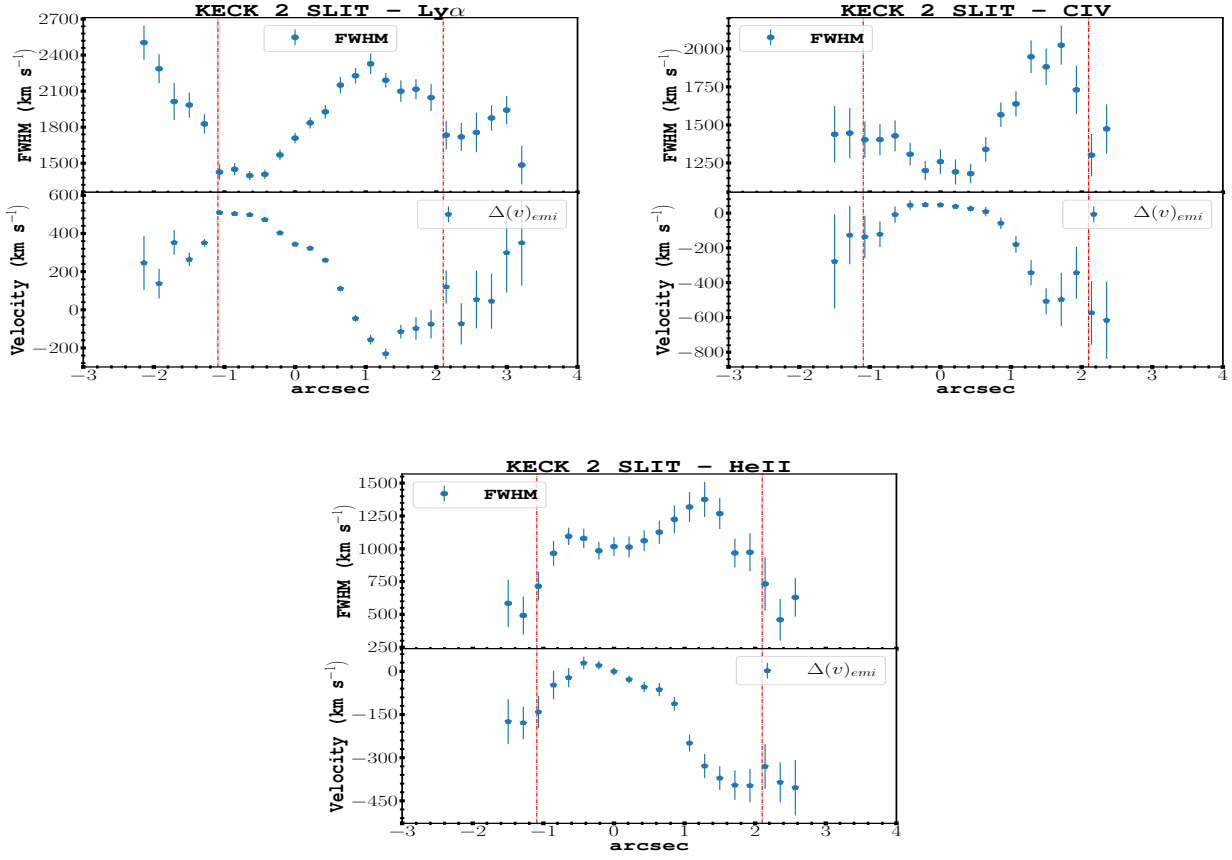 KECK 2 SLIT − Lyα
FWHM
FWHM (km s−1)
2700
2400
2100
1800
1500
Δ(v)emi
Velocity (km s−1)
600
400
200
0
−200
−3 −2 −1 0 1 2 3 4
arcsec
KECK 2 SLIT − CIV
FWHM
FWHM (km s−1)
2000
1750
1500
1250
Δ(v)emi
Velocity (km s−1)
0
−200
−400
−600
−800
−3 −2 −1 0 1 2 3 4
arcsec
KECK 2 SLIT − HeII
FWHM
FWHM (km s−1)
1500
1250
1000
750
500
250
Δ(v)emi
Velocity (km s−1)
0
−150
−300
−450
−3 −2 −1 0 1 2 3 4
arcsec